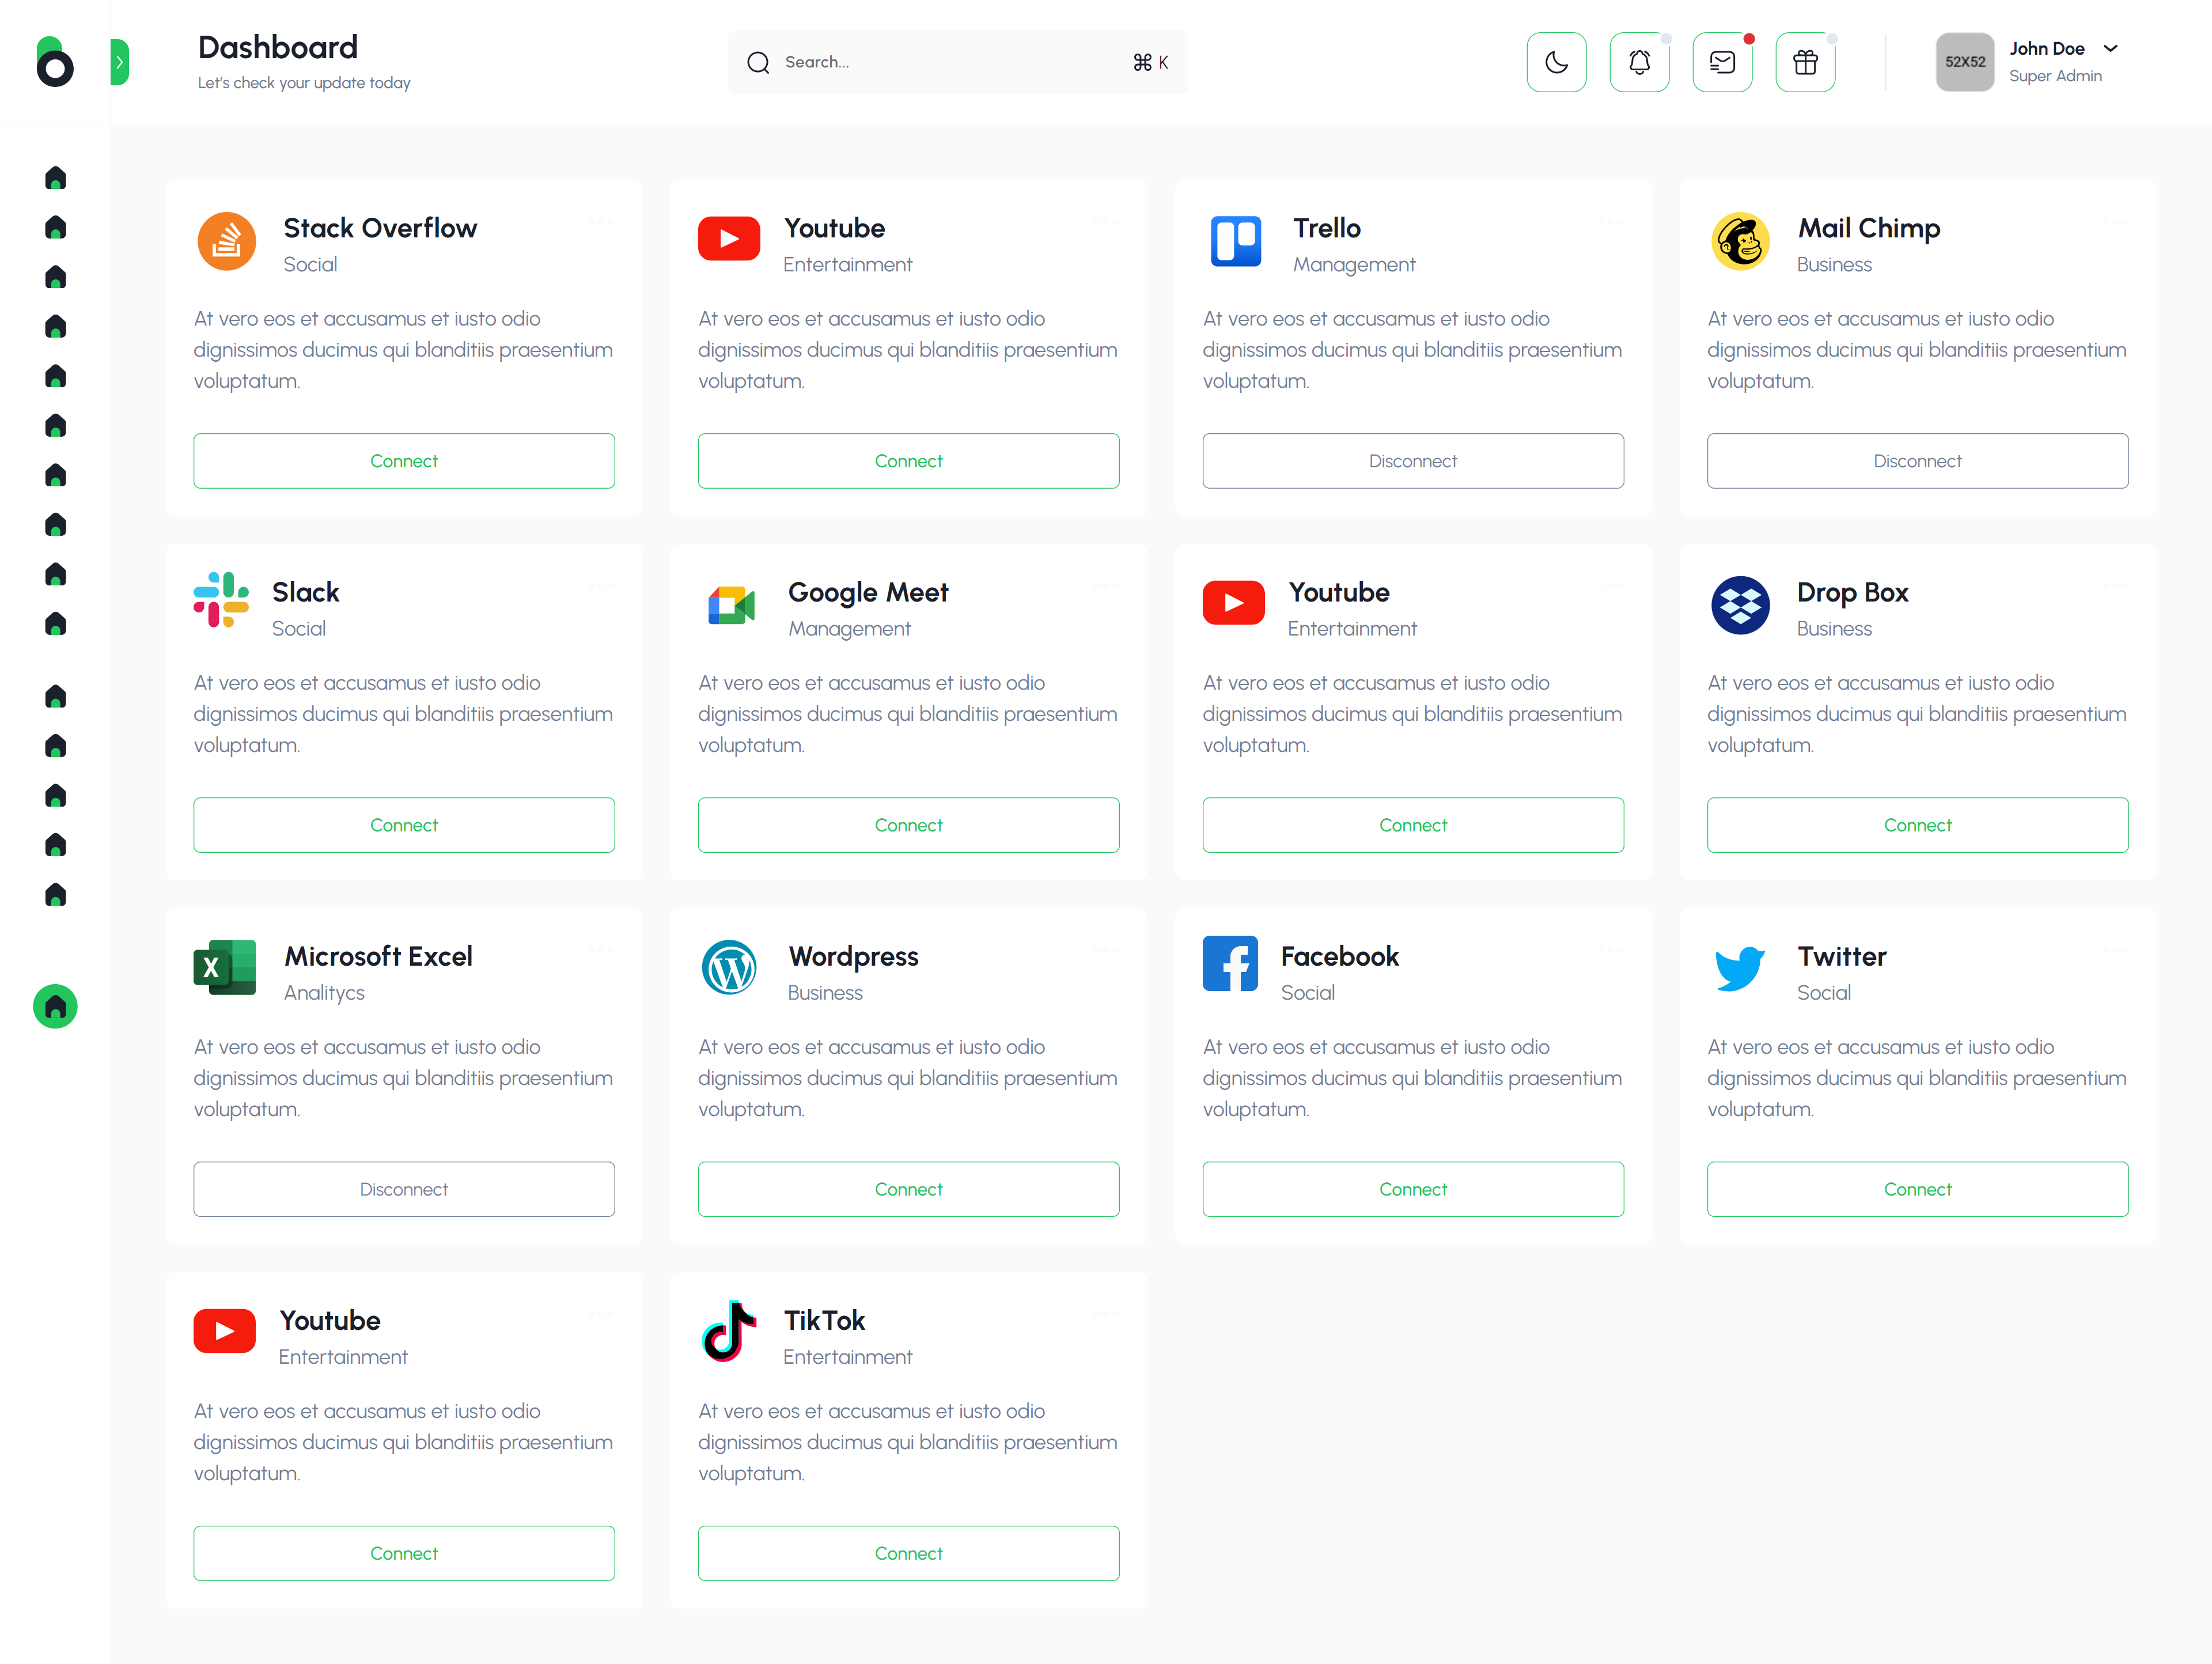 Dashboard
Let's check your update today
Search...
⌘ K
52X52
John Doe
Super Admin
Stack Overflow
Social
At vero eos et accusamus et iusto odio
dignissimos ducimus qui blanditiis praesentium
voluptatum.
Connect
Youtube
Entertainment
At vero eos et accusamus et iusto odio
dignissimos ducimus qui blanditiis praesentium
voluptatum.
Connect
Trello
Management
At vero eos et accusamus et iusto odio
dignissimos ducimus qui blanditiis praesentium
voluptatum.
Disconnect
Mail Chimp
Business
At vero eos et accusamus et iusto odio
dignissimos ducimus qui blanditiis praesentium
voluptatum.
Disconnect
Slack
Social
At vero eos et accusamus et iusto odio
dignissimos ducimus qui blanditiis praesentium
voluptatum.
Connect
Google Meet
Management
At vero eos et accusamus et iusto odio
dignissimos ducimus qui blanditiis praesentium
voluptatum.
Connect
Youtube
Entertainment
At vero eos et accusamus et iusto odio
dignissimos ducimus qui blanditiis praesentium
voluptatum.
Connect
Drop Box
Business
At vero eos et accusamus et iusto odio
dignissimos ducimus qui blanditiis praesentium
voluptatum.
Connect
Microsoft Excel
Analitycs
At vero eos et accusamus et iusto odio
dignissimos ducimus qui blanditiis praesentium
voluptatum.
Disconnect
Wordpress
Business
At vero eos et accusamus et iusto odio
dignissimos ducimus qui blanditiis praesentium
voluptatum.
Connect
Facebook
Social
At vero eos et accusamus et iusto odio
dignissimos ducimus qui blanditiis praesentium
voluptatum.
Connect
Twitter
Social
At vero eos et accusamus et iusto odio
dignissimos ducimus qui blanditiis praesentium
voluptatum.
Connect
Youtube
Entertainment
At vero eos et accusamus et iusto odio
dignissimos ducimus qui blanditiis praesentium
voluptatum.
Connect
TikTok
Entertainment
At vero eos et accusamus et iusto odio
dignissimos ducimus qui blanditiis praesentium
voluptatum.
Connect